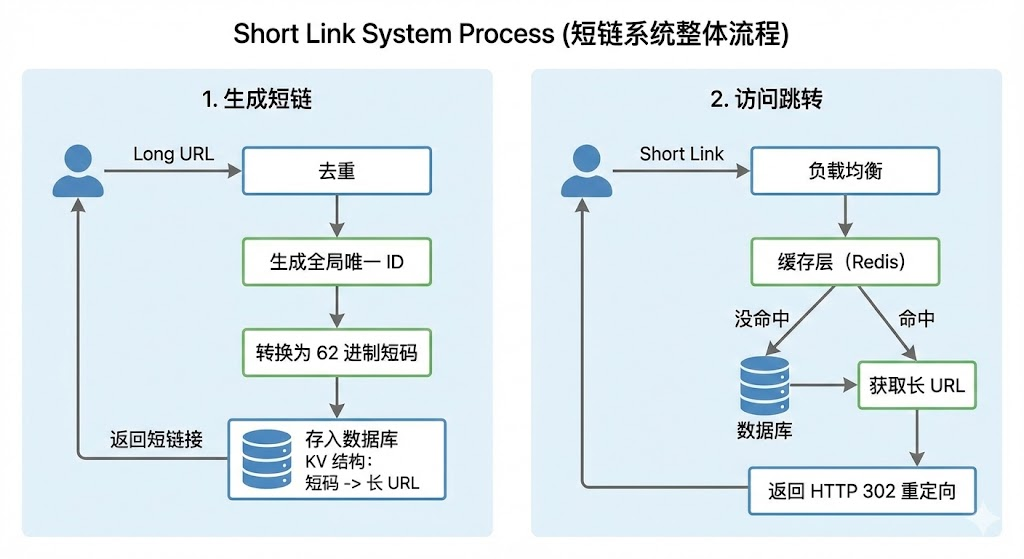 Short Link System Process (短链系统整体流程)
1. 生成短链
Long URL
去重
生成全局唯一 ID
转换为 62 进制短码
存入数据库
KV 结构：
短码 -> 长 URL
返回短链接
2. 访问跳转
Short Link
负载均衡
缓存层（Redis）
没命中
命中
数据库
获取长 URL
返回 HTTP 302 重定向